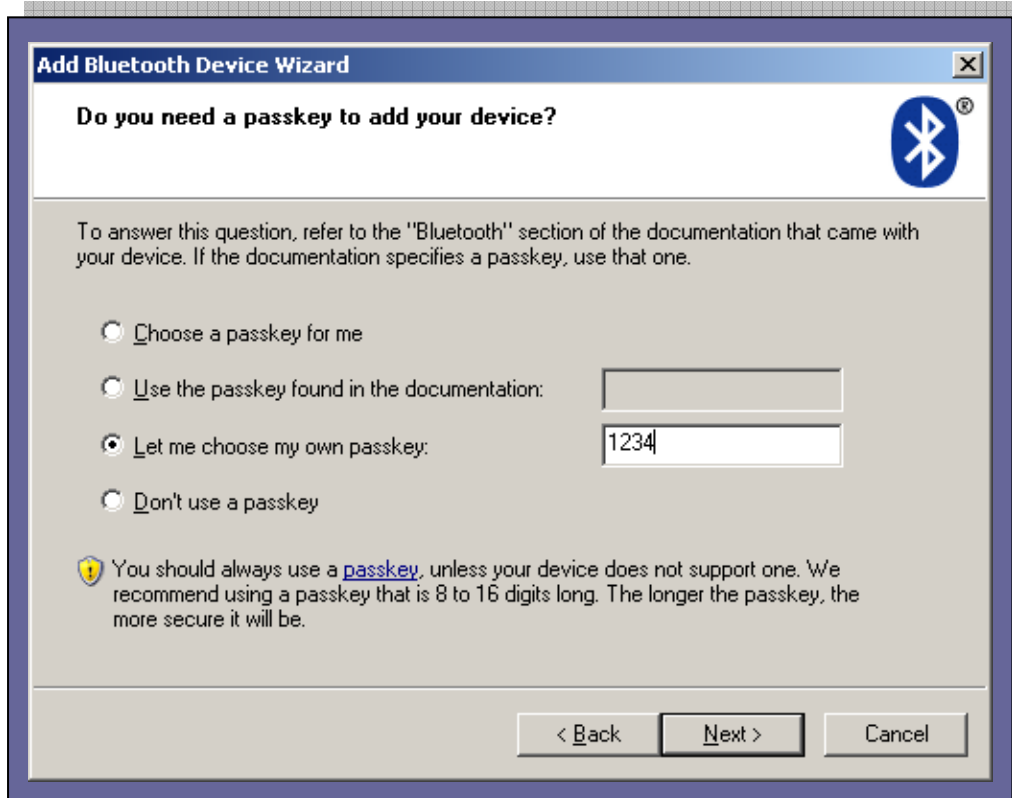 Add Bluetooth Device Wizard
Do you need a passkey to add your device?
®
To answer this question, refer to the "Bluetooth" section of the documentation that came with
your device. If the documentation specifies a passkey, use that one.
Choose a passkey for me
Use the passkey found in the documentation:
Let me choose my own passkey: 1234
Don't use a passkey
You should always use a passkey, unless your device does not support one. We
recommend using a passkey that is 8 to 16 digits long. The longer the passkey, the
more secure it will be.
< Back Next > Cancel